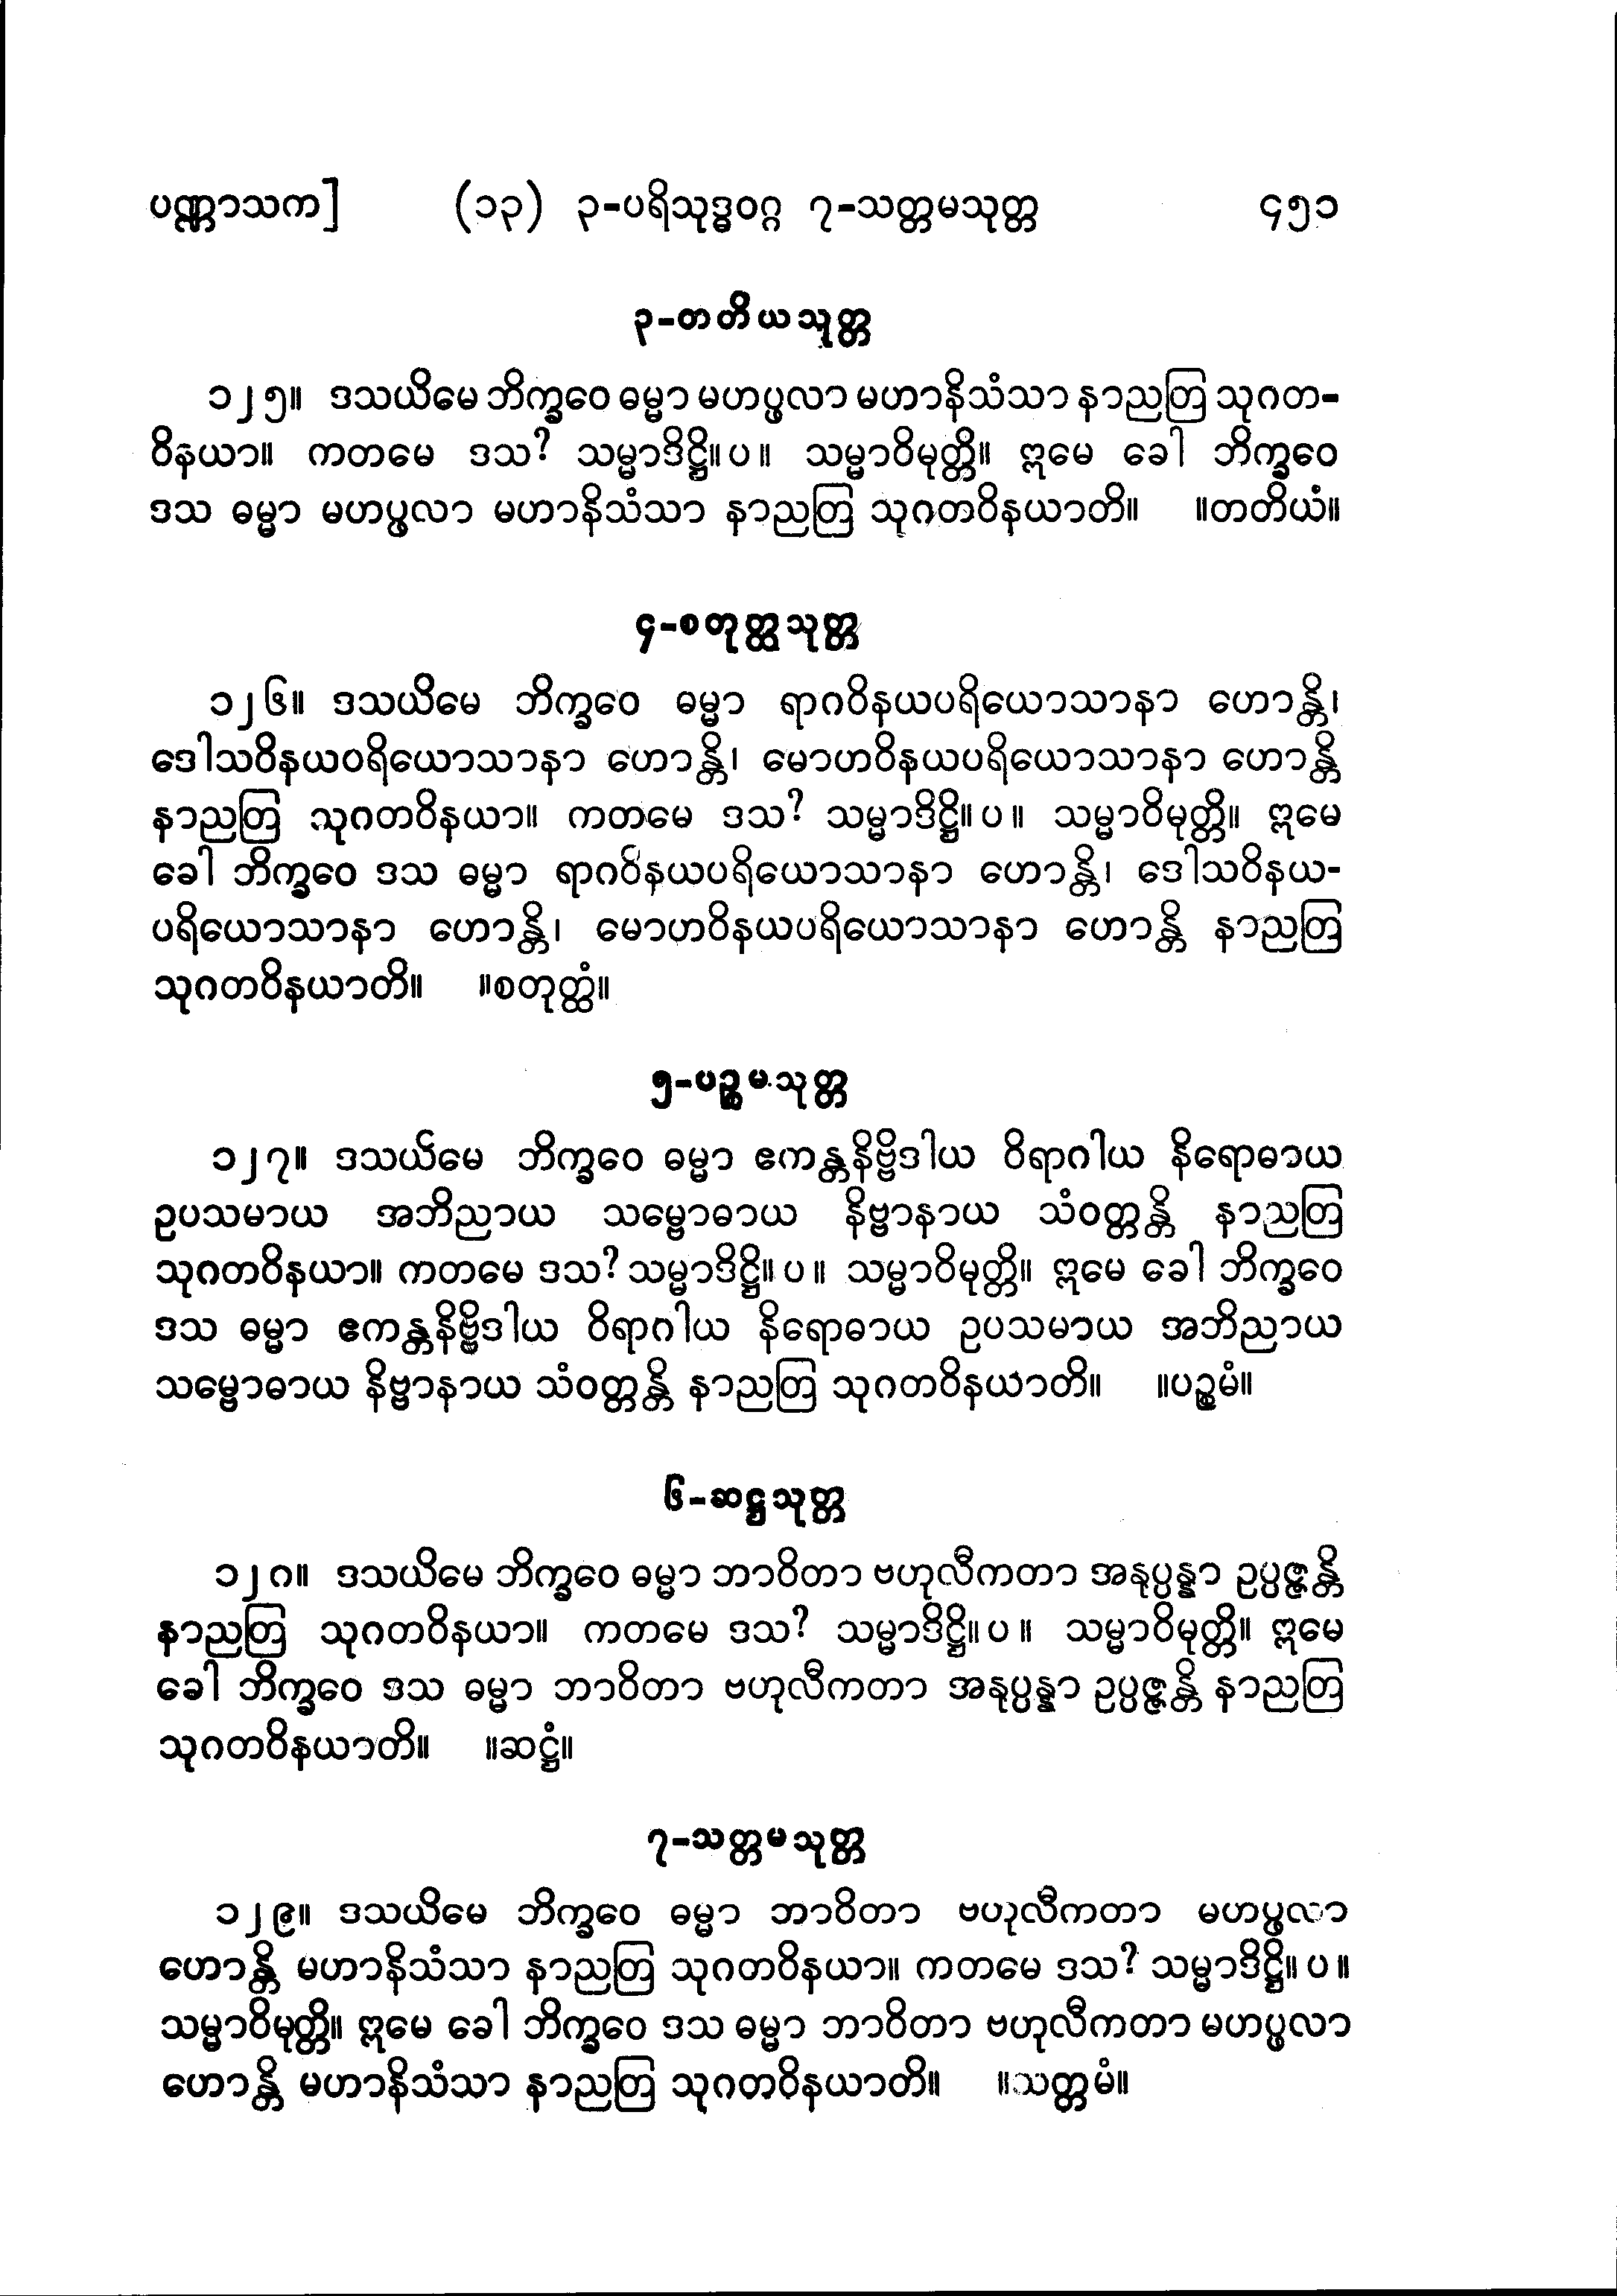 ပဏ္ဏာသက] (၁၃) ၃-ပရိသုဒ္ဓဝဂ္ဂ ၇-သတ္တမသုတ္တ ၄၅၁
၃-တတိယသုတ္တ
၁၂၅။ ဒသယိမေ ဘိက္ခဝေ ဓမ္မာ မဟပ္ဖလာ မဟာနိသံသာ နာညတြ သုဂတ-
ဝိနယာ။ ကတမေ ဒသ? သမ္မာဒိဋ္ဌိ။ပ။ သမ္မာဝိမုတ္တိ။ ဣမေ ခေါ ဘိက္ခဝေ
ဒသ ဓမ္မာ မဟပ္ဖလာ မဟာနိသံသာ နာညတြ သုဂတဝိနယာတိ။ ။တတိယံ။
၄-စတုတ္ထသုတ္တ
၁၂၆။ ဒသယိမေ ဘိက္ခဝေ ဓမ္မာ ရာဂဝိနယပရိယောသာနာ ဟောန္တိ၊
ဒေါသဝိနယပရိယောသာနာ ဟောန္တိ၊ မောဟဝိနယပရိယောသာနာ ဟောန္တိ
နာညတြ သုဂတဝိနယာ။ ကတမေ ဒသ? သမ္မာဒိဋ္ဌိ။ပ။ သမ္မာဝိမုတ္တိ။ ဣမေ
ခေါ ဘိက္ခဝေ ဒသ ဓမ္မာ ရာဂဝိနယပရိယောသာနာ ဟောန္တိ၊ ဒေါသဝိနယ-
ပရိယောသာနာ ဟောန္တိ၊ မောဟဝိနယပရိယောသာနာ ဟောန္တိ နာညတြ
သုဂတဝိနယာတိ။ ။စတုတ္ထံ။
၅-ပဉ္စမသုတ္တ
၁၂၇။ ဒသယိမေ ဘိက္ခဝေ ဓမ္မာ ဧကန္တနိဗ္ဗိဒါယ ဝိရာဂါယ နိရောဓာယ
ဥပသမာယ အဘိညာယ သမ္ဗောဓာယ နိဗ္ဗာနာယ သံဝတ္တန္တိ နာညတြ
သုဂတဝိနယာ။ ကတမေ ဒသ? သမ္မာဒိဋ္ဌိ။ပ။ သမ္မာဝိမုတ္တိ။ ဣမေ ခေါ ဘိက္ခဝေ
ဒသ ဓမ္မာ ဧကန္တနိဗ္ဗိဒါယ ဝိရာဂါယ နိရောဓာယ ဥပသမာယ အဘိညာယ
သမ္ဗောဓာယ နိဗ္ဗာနာယ သံဝတ္တန္တိ နာညတြ သုဂတဝိနယာတိ။ ။ပဉ္စမံ။
၆-ဆဋ္ဌသုတ္တ
၁၂၈။ ဒသယိမေ ဘိက္ခဝေ ဓမ္မာ ဘာဝိတာ ဗဟုလီကတာ အနုပ္ပန္နာ ဥပ္ပဇ္ဇန္တိ
နာညတြ သုဂတဝိနယာ။ ကတမေ ဒသ? သမ္မာဒိဋ္ဌိ။ပ။ သမ္မာဝိမုတ္တိ။ ဣမေ
ခေါ ဘိက္ခဝေ ဒသ ဓမ္မာ ဘာဝိတာ ဗဟုလီကတာ အနုပ္ပန္နာ ဥပ္ပဇ္ဇန္တိ နာညတြ
သုဂတဝိနယာတိ။ ။ဆဋ္ဌံ။
၇-သတ္တမသုတ္တ
၁၂၉။ ဒသယိမေ ဘိက္ခဝေ ဓမ္မာ ဘာဝိတာ ဗဟုလီကတာ မဟပ္ဖလာ
ဟောန္တိ မဟာနိသံသာ နာညတြ သုဂတဝိနယာ။ ကတမေ ဒသ? သမ္မာဒိဋ္ဌိ။ပ။
သမ္မာဝိမုတ္တိ။ ဣမေ ခေါ ဘိက္ခဝေ ဒသ ဓမ္မာ ဘာဝိတာ ဗဟုလီကတာ မဟပ္ဖလာ
ဟောန္တိ မဟာနိသံသာ နာညတြ သုဂတဝိနယာတိ။ ။သတ္တမံ။